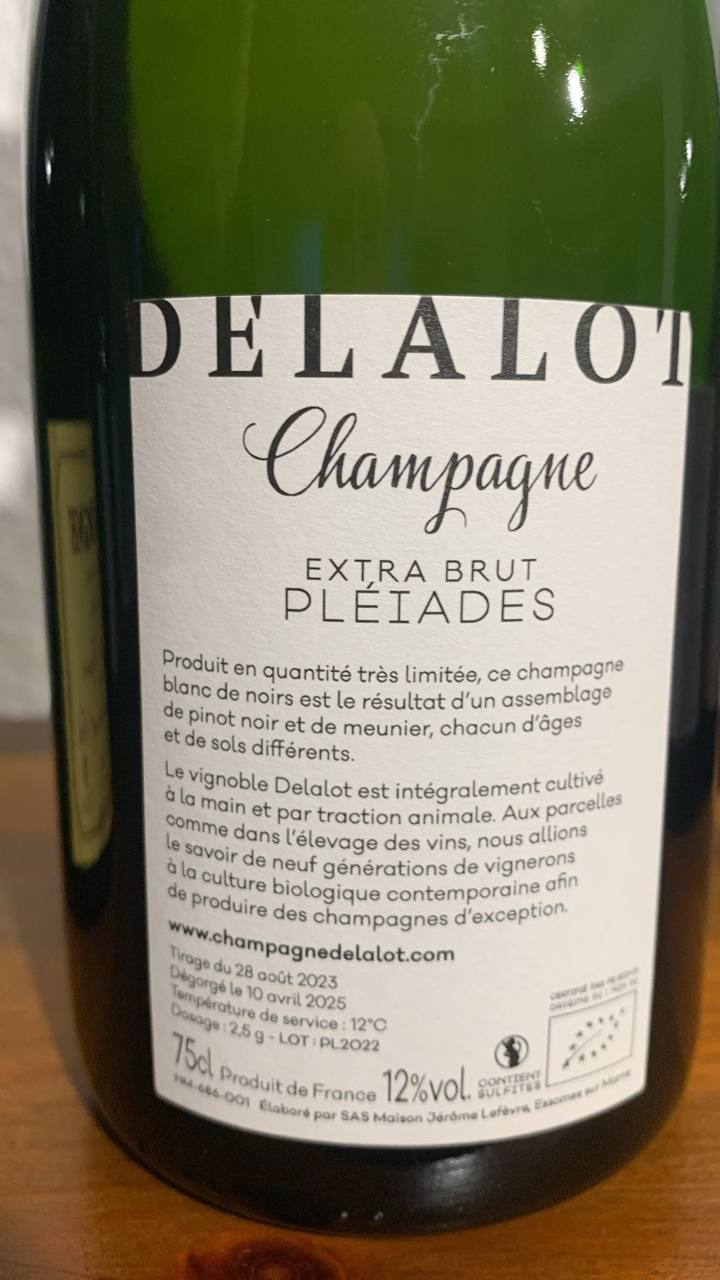 DELALOT
Champagne
EXTRA BRUT
PLÉIADES
Produit en quantité très limitée, ce champagne
blanc de noirs est le résultat d'un assemblage
de pinot noir et de meunier, chacun d'âges
et de sols différents.
Le vignoble Delalot est intégralement cultivé
à la main et par traction animale. Aux parcelles
comme dans l'élevage des vins, nous allions
le savoir de neuf générations de vignerons
à la culture biologique contemporaine afin
de produire des champagnes d'exception.
www.champagnedelalot.com
Tirage du 28 août 2023
Dégorgé le 10 avril 2025
Température de service : 12°C
Dosage : 2,5 g - LOT : PL2022
75cl Produit de France 12%vol. CONTIENT
SULFITES
NM-686-001 Élaboré par SAS Maison Jérôme Lefèvre, Essomes sur Marne
CERTIFIÉ PAR